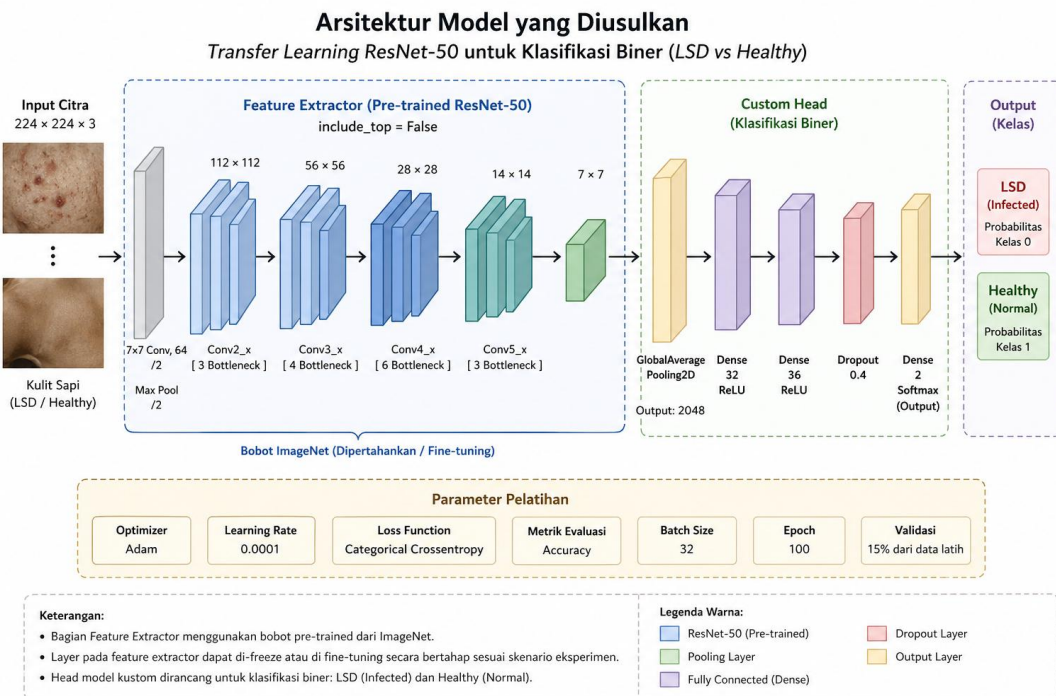 Arsitektur Model yang Diusulkan
Transfer Learning ResNet-50 untuk Klasifikasi Biner (LSD vs Healthy)
Input Citra
224 × 224 × 3
Kulit Sapi
(LSD / Healthy)
Feature Extractor (Pre-trained ResNet-50)
include_top = False
112 × 112
56 × 56
28 × 28
14 × 14
7 × 7
7×7 Conv, 64
/2
Max Pool
/2
Conv2_x
[ 3 Bottleneck ]
Conv3_x
[ 4 Bottleneck ]
Conv4_x
[ 6 Bottleneck ]
Conv5_x
[ 3 Bottleneck ]
Bobot ImageNet (Dipertahankan / Fine-tuning)
Custom Head
(Klasifikasi Biner)
GlobalAverage
Pooling2D
Output: 2048
Dense
32
ReLU
Dense
36
ReLU
Dropout
0.4
Dense
2
Softmax
(Output)
Output
(Kelas)
LSD
(Infected)
Probabilitas
Kelas 0
Healthy
(Normal)
Probabilitas
Kelas 1
Parameter Pelatihan
Optimizer
Adam
Learning Rate
0.0001
Loss Function
Categorical Crossentropy
Metrik Evaluasi
Accuracy
Batch Size
32
Epoch
100
Validasi
15% dari data latih
Keterangan:
• Bagian Feature Extractor menggunakan bobot pre-trained dari ImageNet.
• Layer pada feature extractor dapat di-freeze atau di fine-tuning secara bertahap sesuai skenario eksperimen.
• Head model kustom dirancang untuk klasifikasi biner: LSD (Infected) dan Healthy (Normal).
Legenda Warna:
ResNet-50 (Pre-trained)
Pooling Layer
Fully Connected (Dense)
Dropout Layer
Output Layer